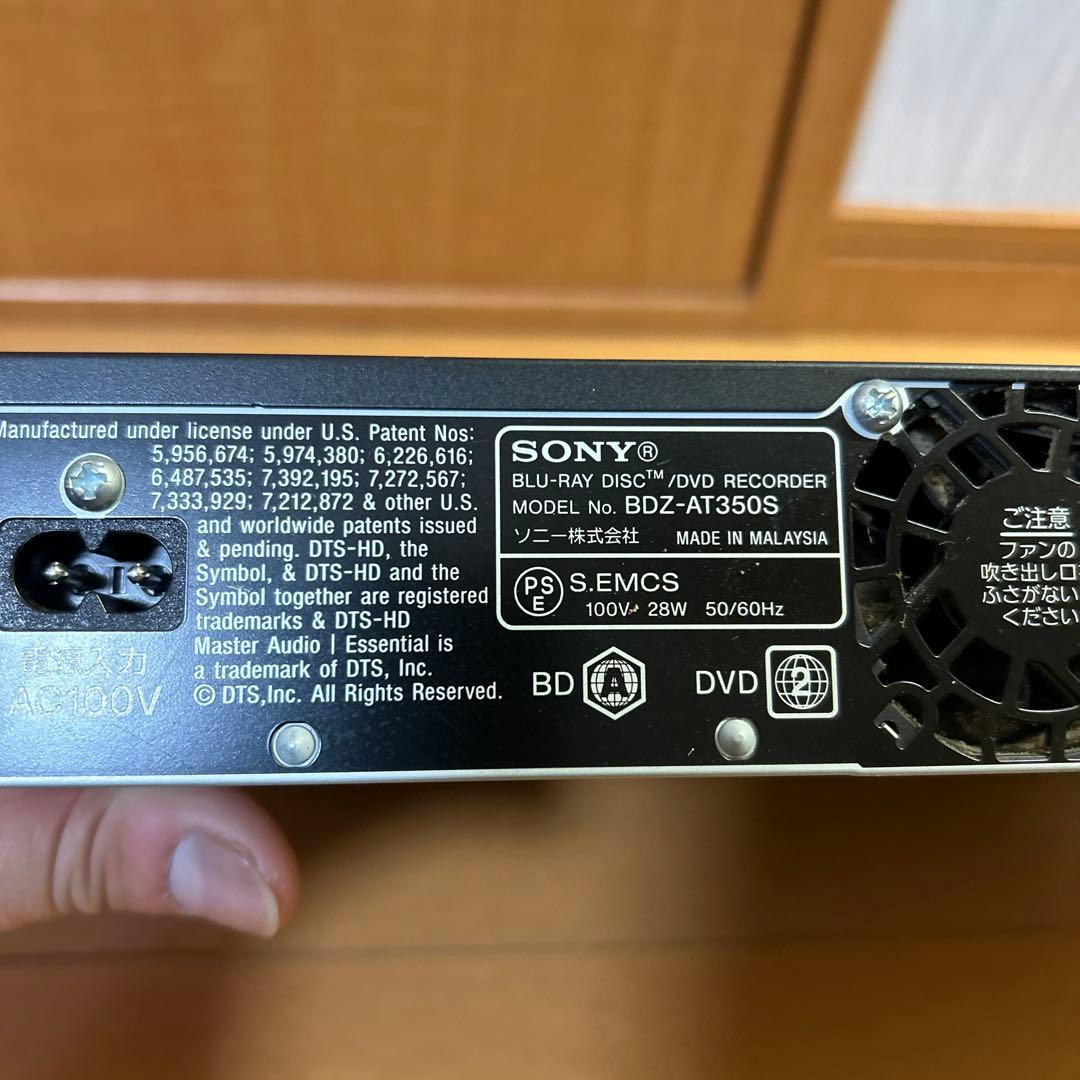 Manufactured under license under U.S. Patent Nos:
5,956,674; 5,974,380; 6,226,616;
6,487,535; 7,392,195; 7,272,567;
7,333,929; 7,212,872 & other U.S.
and worldwide patents issued
& pending. DTS-HD, the
Symbol, & DTS-HD and the
Symbol together are registered
trademarks & DTS-HD
Master Audio | Essential is
a trademark of DTS, Inc.
© DTS,Inc. All Rights Reserved.
電源入力
AC100V
SONY®
BLU-RAY DISC™/DVD RECORDER
MODEL No. BDZ-AT350S
ソニー株式会社 MADE IN MALAYSIA
PS E S.EMCS
100V 28W 50/60Hz
BD A DVD 2
ご注意
ファンの
吹き出し口
ふさがない
ください